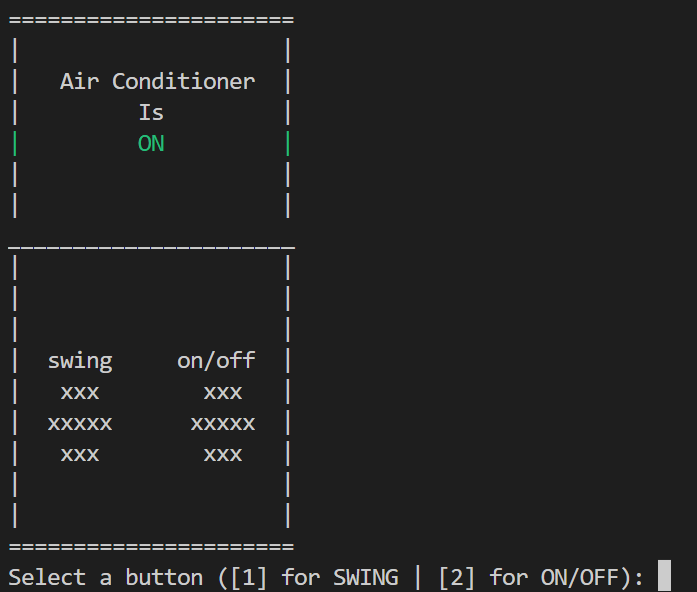 ======================
|                    |
|   Air Conditioner  |
|         Is         |
|         ON         |
|                    |
|                    |
______________________
|                    |
|                    |
|                    |
|  swing     on/off  |
|   xxx        xxx   |
|  xxxxx      xxxxx  |
|   xxx        xxx   |
|                    |
|                    |
======================
Select a button ([1] for SWING | [2] for ON/OFF):